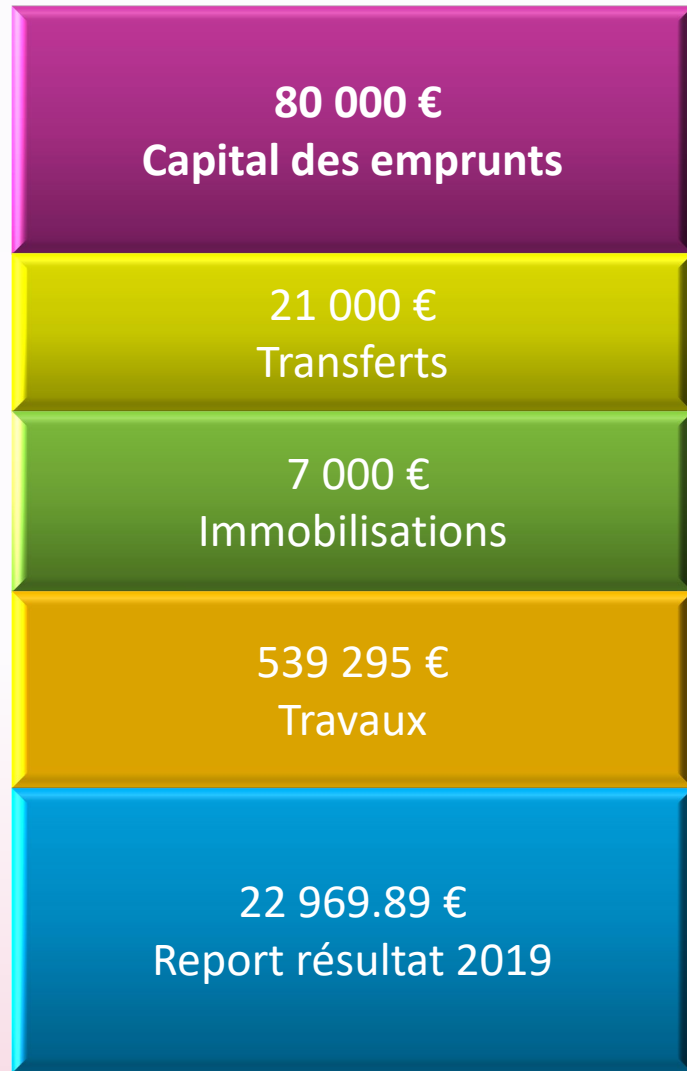 80 000 €
Capital des emprunts
21 000 €
Transferts
7 000 €
Immobilisations
539 295 €
Travaux
22 969.89 €
Report résultat 2019